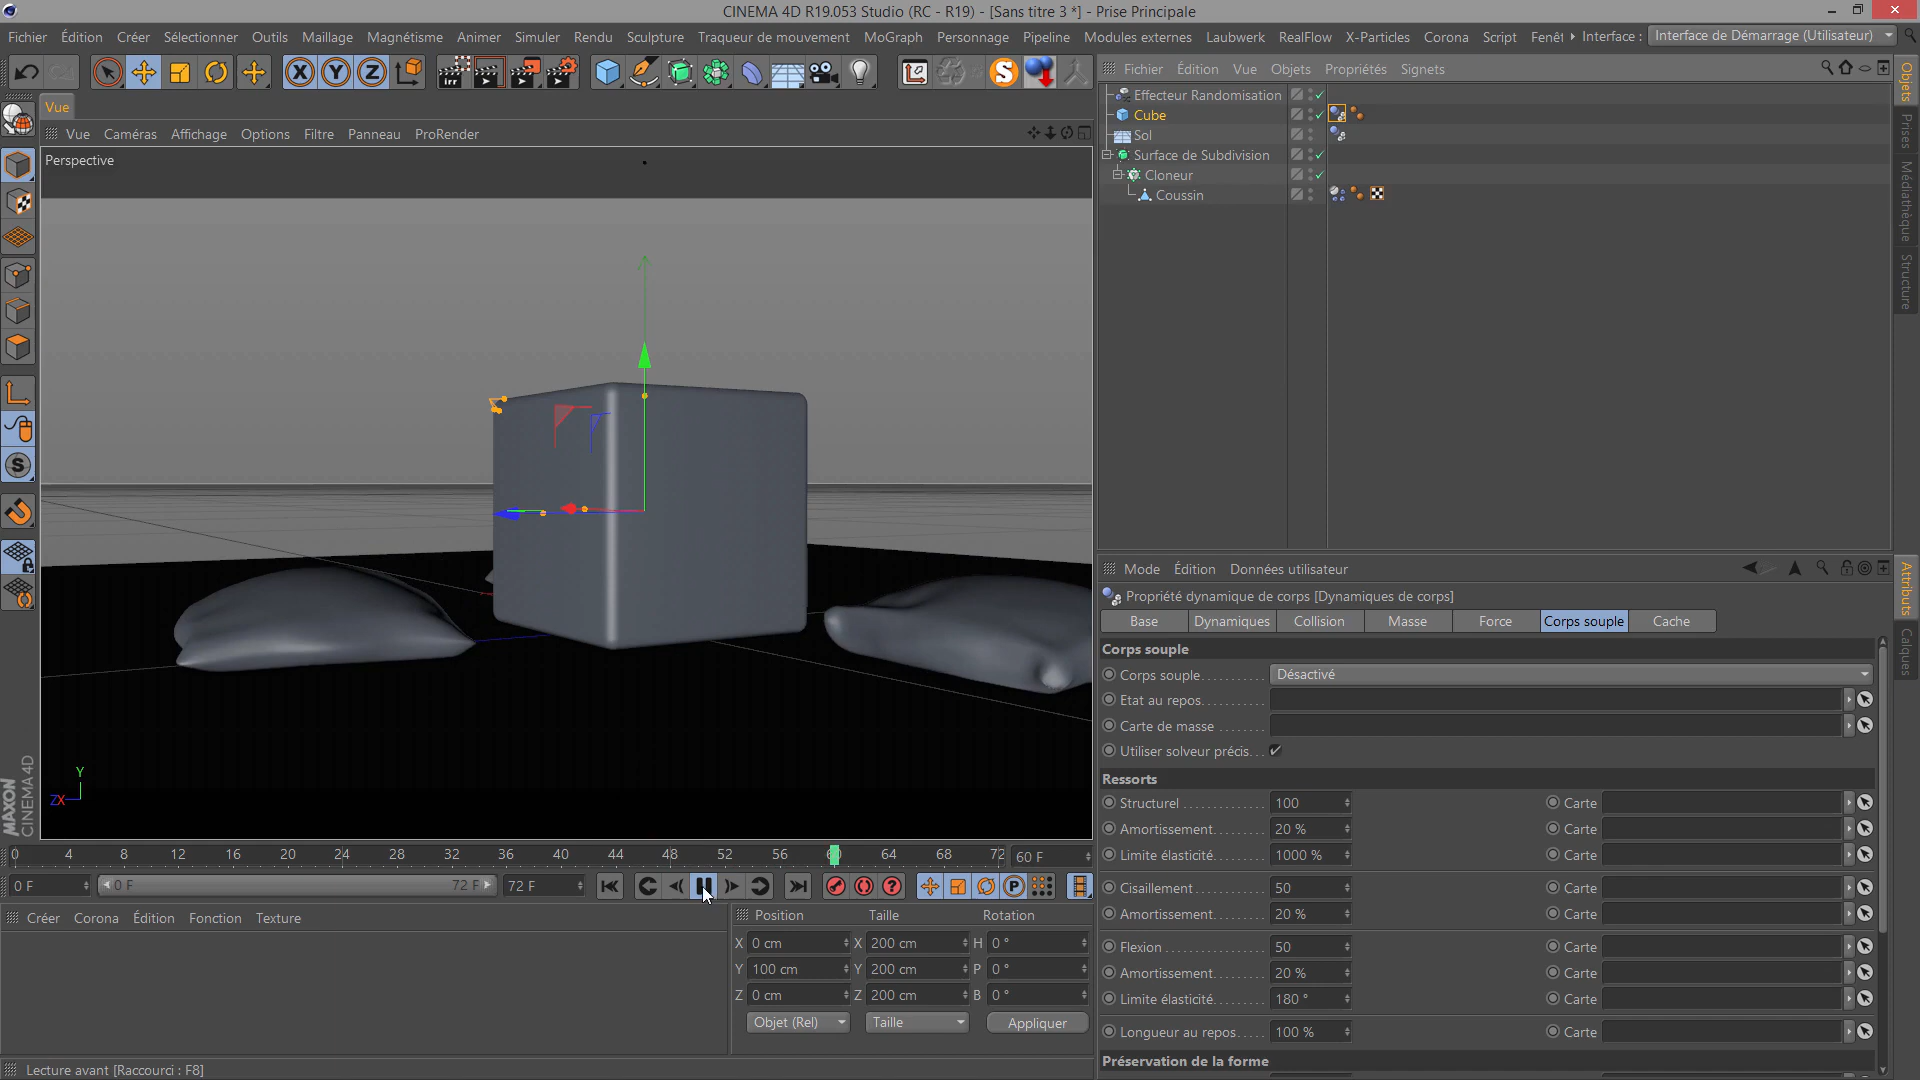 CINEMA 4D R19.053 Studio (RC - R19) - [Sans titre 3 *] - Prise Principale
Fichier Édition Créer Sélectionner Outils Maillage Magnétisme Animer Simuler Rendu Sculpture Traqueur de mouvement MoGraph Personnage Pipeline Modules externes Laubwerk RealFlow X-Particles Corona Script Fenêt Interface : Interface de Démarrage (Utilisateur)
Fichier Édition Vue Objets Propriétés Signets
Effecteur Randomisation
Cube
Sol
Surface de Subdivision
Cloneur
Coussin
Objets
Prises
Médiathèque
Structure
Vue
Vue Caméras Affichage Options Filtre Panneau ProRender
Perspective
Y
ZX
MAXON
CINEMA 4D
Mode Édition Données utilisateur
Propriété dynamique de corps [Dynamiques de corps]
Base Dynamiques Collision Masse Force Corps souple Cache
Corps souple
Corps souple Désactivé
Etat au repos
Carte de masse
Utiliser solveur précis
Ressorts
Structurel 100 Carte
Amortissement 20 % Carte
Limite élasticité 1000 % Carte
Cisaillement 50 Carte
Amortissement 20 % Carte
Flexion 50 Carte
Amortissement 20 % Carte
Limite élasticité 180 ° Carte
Longueur au repos 100 % Carte
Préservation de la forme
Attributs
Calques
0 4 8 12 16 20 24 28 32 36 40 44 48 52 56 60 64 68 72 60 F
0 F 0 F 72 F 72 F
Créer Corona Édition Fonction Texture
Position Taille Rotation
X 0 cm X 200 cm H 0 °
Y 100 cm Y 200 cm P 0 °
Z 0 cm Z 200 cm B 0 °
Objet (Rel) Taille Appliquer
Lecture avant [Raccourci : F8]